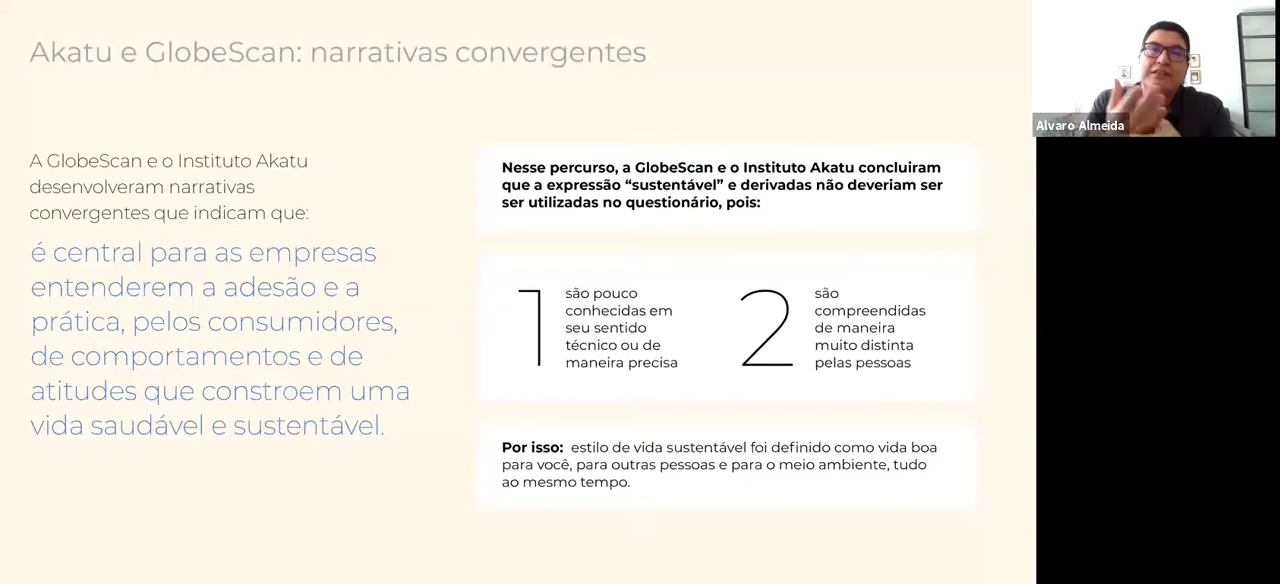 Akatu e GlobeScan: narrativas convergentes
A GlobeScan e o Instituto Akatu
desenvolveram narrativas
convergentes que indicam que:
é central para as empresas
entenderem a adesão e a
prática, pelos consumidores,
de comportamentos e de
atitudes que constroem uma
vida saudável e sustentável.
Nesse percurso, a GlobeScan e o Instituto Akatu concluiram
que a expressão “sustentável” e derivadas não deveriam ser
ser utilizadas no questionário, pois:
1
são pouco
conhecidas em
seu sentido
técnico ou de
maneira precisa
2
são
compreendidas
de maneira
muito distinta
pelas pessoas
Por isso: estilo de vida sustentável foi definido como vida boa
para você, para outras pessoas e para o meio ambiente, tudo
ao mesmo tempo.
Alvaro Almeida